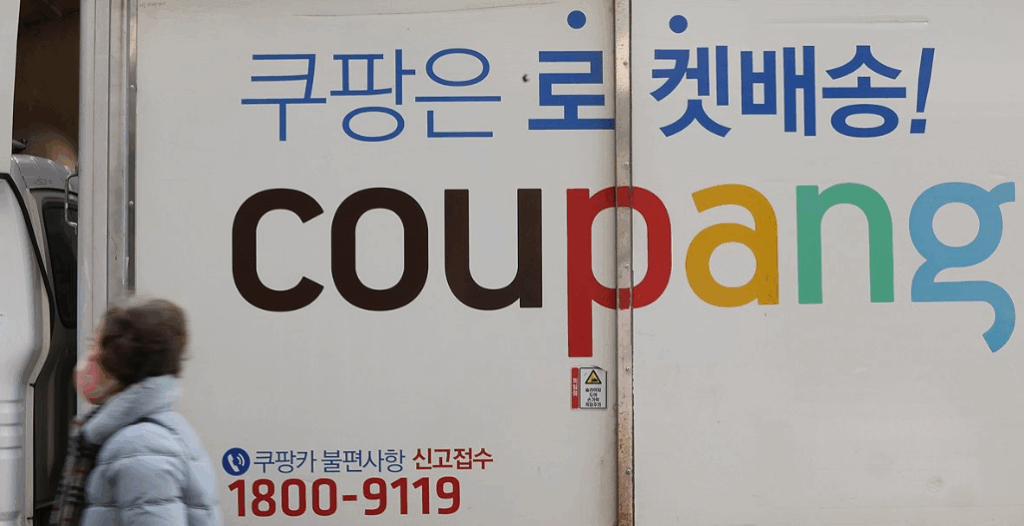 쿠팡은 로켓배송!
coupang
쿠팡카 불편사항 신고접수
1800-9119